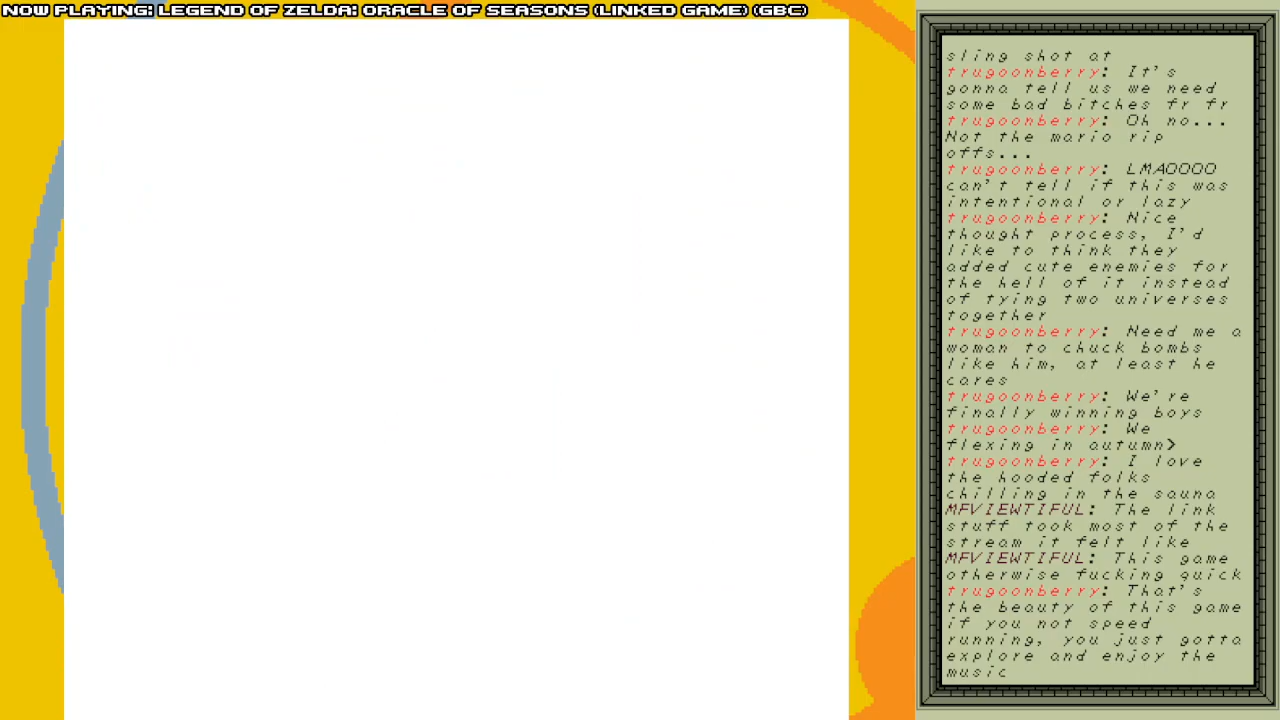 NOW PLAYING: LEGEND OF ZELDA: ORACLE OF SEASONS (LINKED GAME) (GBC)
sling shot at
trugoonberry: It's
gonna tell us we need
some bad bitches fr fr
trugoonberry: Oh no...
Not the mario rip
offs...
trugoonberry: LMAOOOO
can't tell if this was
intentional or lazy
trugoonberry: Nice
thought process, I'd
like to think they
added cute enemies for
the hell of it instead
of tying two universes
together
trugoonberry: Need me a
woman to chuck bombs
like him, at least he
cares
trugoonberry: We're
finally winning boys
trugoonberry: We
flexing in autumn>
trugoonberry: I love
the hooded folks
chilling in the sauna
MFVIEWTIFUL: The link
stuff took most of the
stream it felt like
MFVIEWTIFUL: This game
otherwise fucking quick
trugoonberry: That's
the beauty of this game
if you not speed
running, you just gotta
explore and enjoy the
music